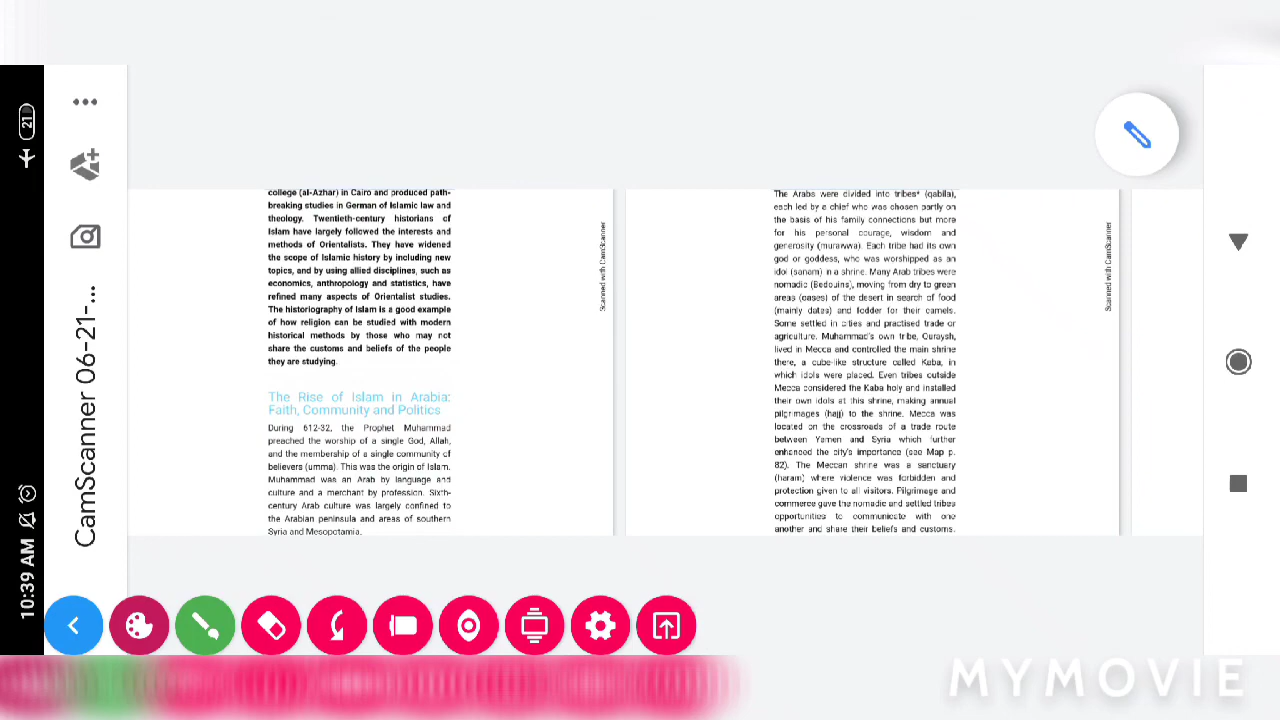 21
10:39 AM
CamScanner 06-21-...
college (al-Azhar) in Cairo and produced path-
breaking studies in German of Islamic law and
theology. Twentieth-century historians of
Islam have largely followed the interests and
methods of Orientalists. They have widened
the scope of Islamic history by including new
topics, and by using allied disciplines, such as
economics, anthropology and statistics, have
refined many aspects of Orientalist studies.
The historiography of Islam is a good example
of how religion can be studied with modern
historical methods by those who may not
share the customs and beliefs of the people
they are studying.
The Rise of Islam in Arabia:
Faith, Community and Politics
During 612-32, the Prophet Muhammad
preached the worship of a single God, Allah,
and the membership of a single community of
believers (umma). This was the origin of Islam.
Muhammad was an Arab by language and
culture and a merchant by profession. Sixth-
century Arab culture was largely confined to
the Arabian peninsula and areas of southern
Syria and Mesopotamia.
Scanned with CamScanner
The Arabs were divided into tribes* (qabila),
each led by a chief who was chosen partly on
the basis of his family connections but more
for his personal courage, wisdom and
generosity (murawwa). Each tribe had its own
god or goddess, who was worshipped as an
idol (sanam) in a shrine. Many Arab tribes were
nomadic (Bedouins), moving from dry to green
areas (oases) of the desert in search of food
(mainly dates) and fodder for their camels.
Some settled in cities and practised trade or
agriculture. Muhammad's own tribe, Quraysh,
lived in Mecca and controlled the main shrine
there, a cube-like structure called Kaba, in
which idols were placed. Even tribes outside
Mecca considered the Kaba holy and installed
their own idols at this shrine, making annual
pilgrimages (hajj) to the shrine. Mecca was
located on the crossroads of a trade route
between Yemen and Syria which further
enhanced the city's importance (see Map p.
82). The Meccan shrine was a sanctuary
(haram) where violence was forbidden and
protection given to all visitors. Pilgrimage and
commerce gave the nomadic and settled tribes
opportunities to communicate with one
another and share their beliefs and customs.
Scanned with CamScanner
MYMOVIE